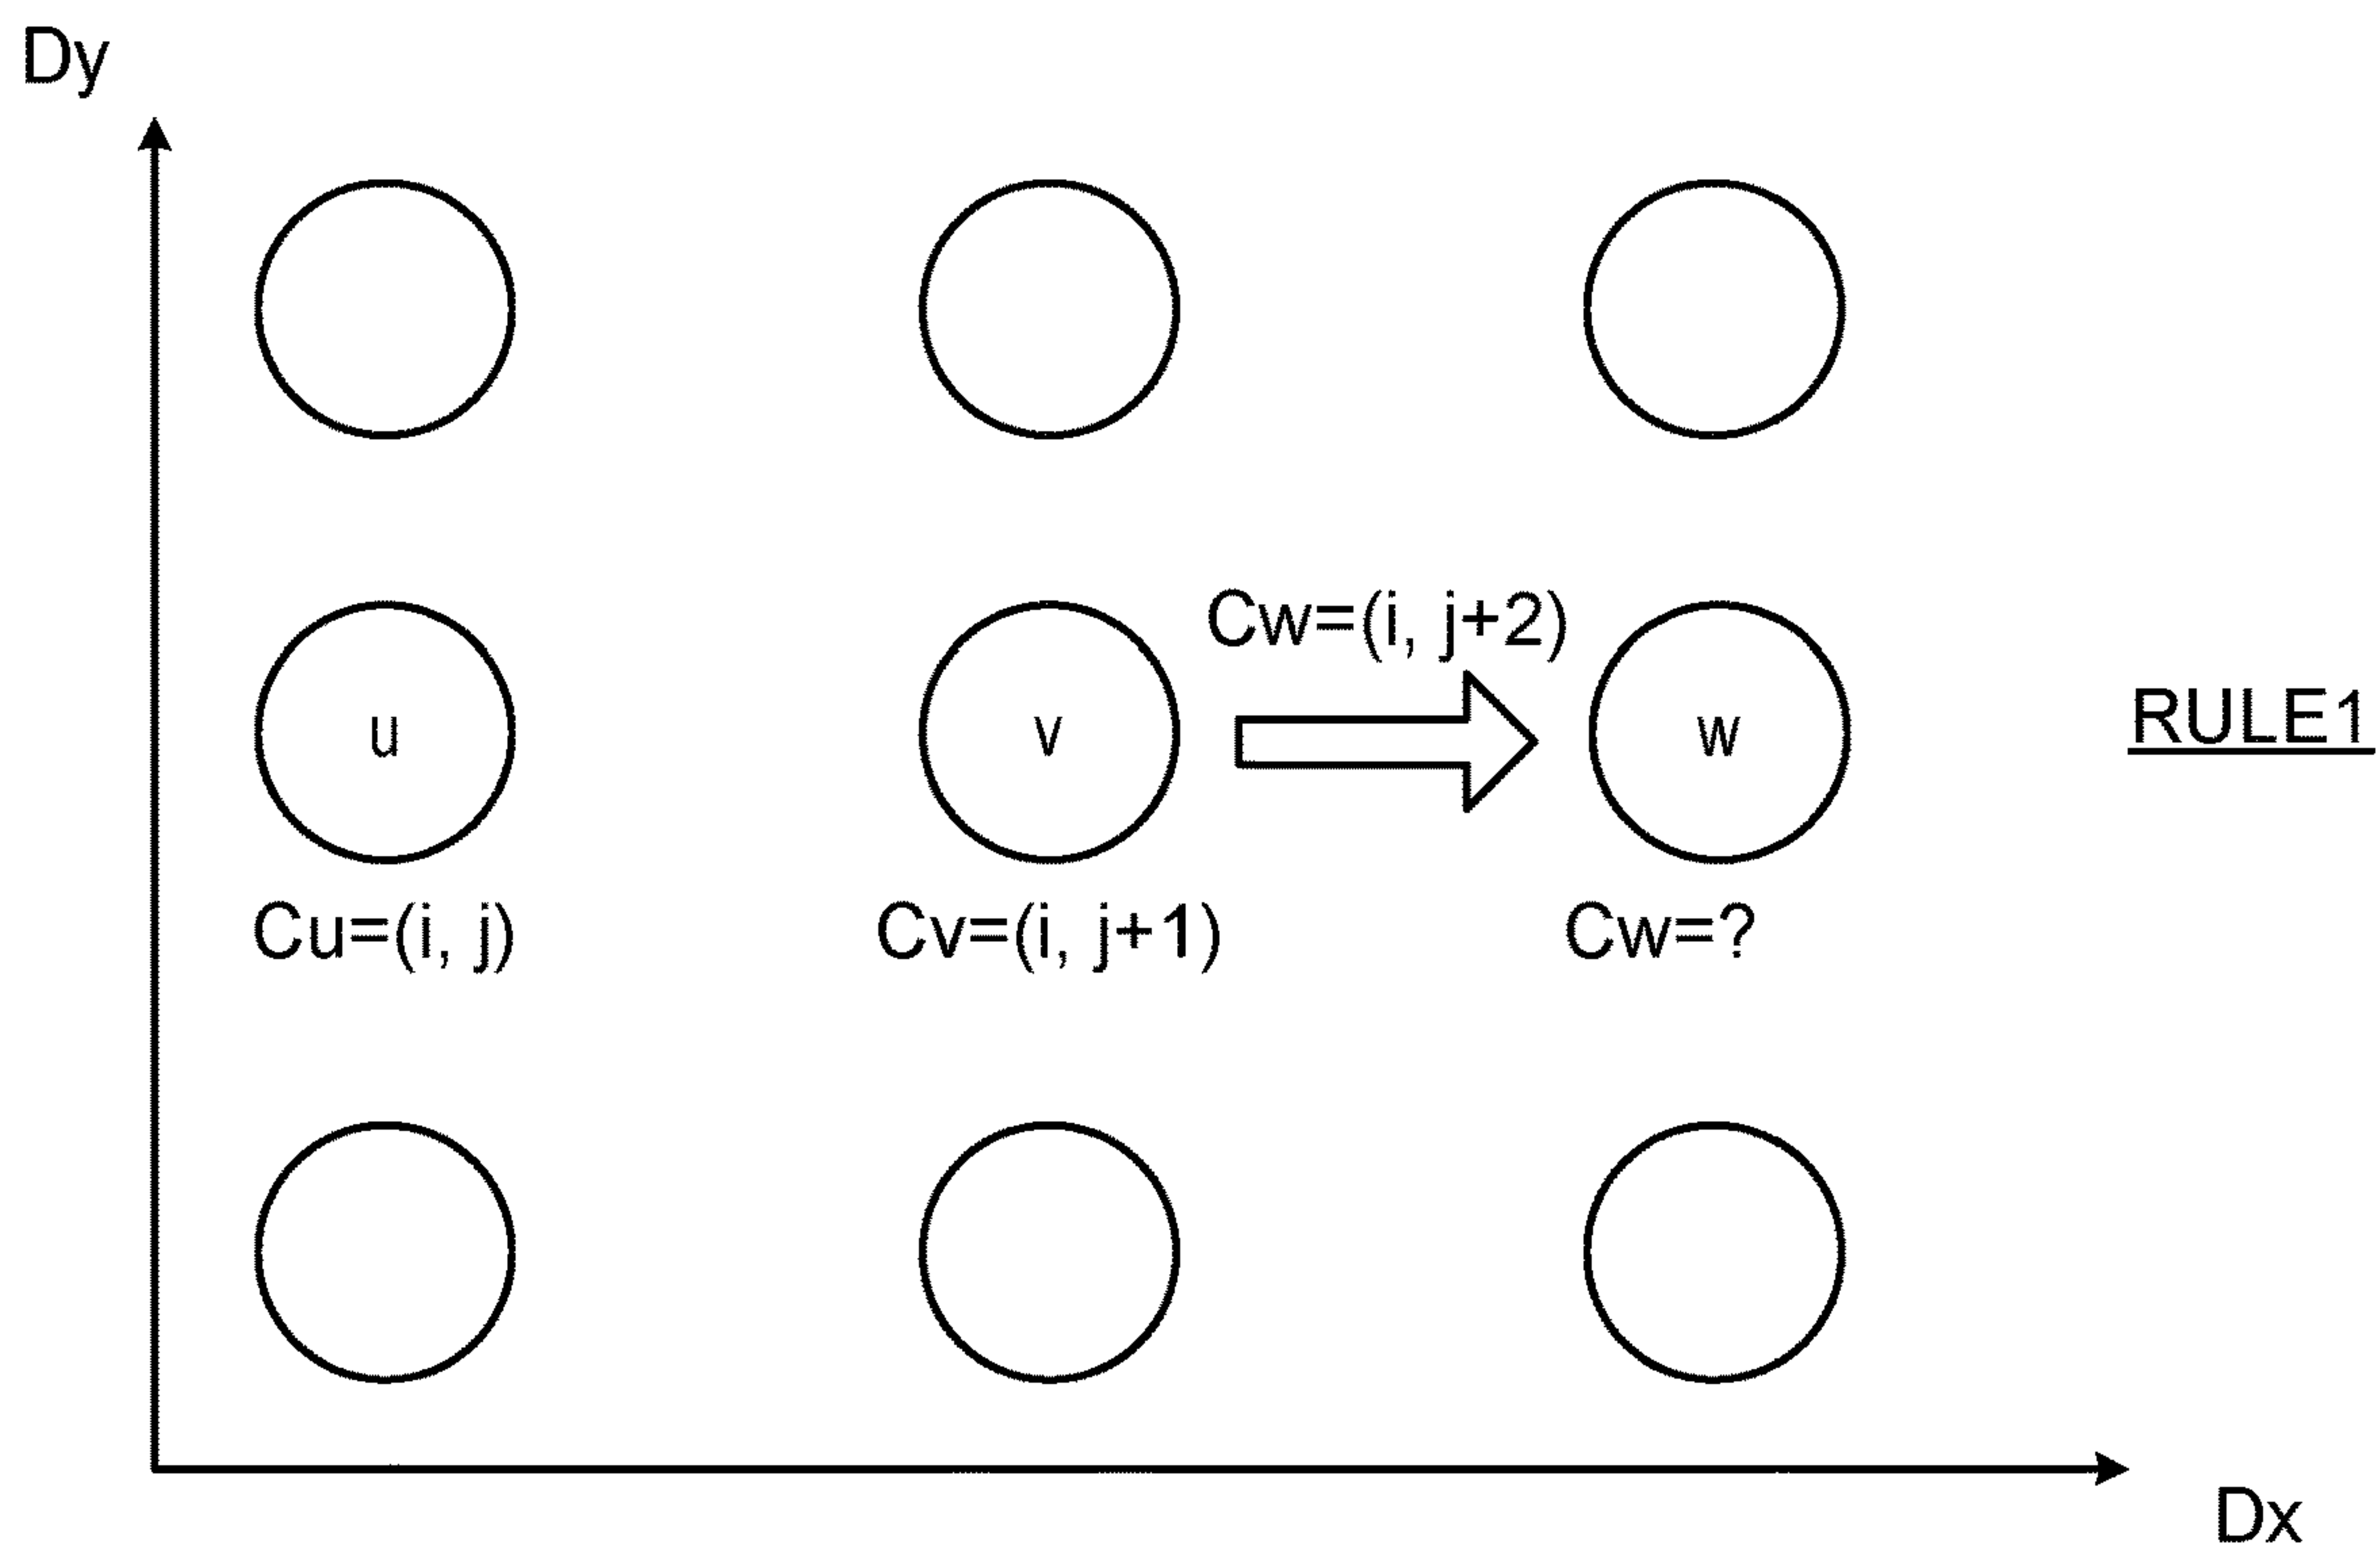 Dy
Cw=(i, j+2)
u
v
w
RULE1
Cu=(i, j)
Cv=(i, j+1)
Cw=?
Dx